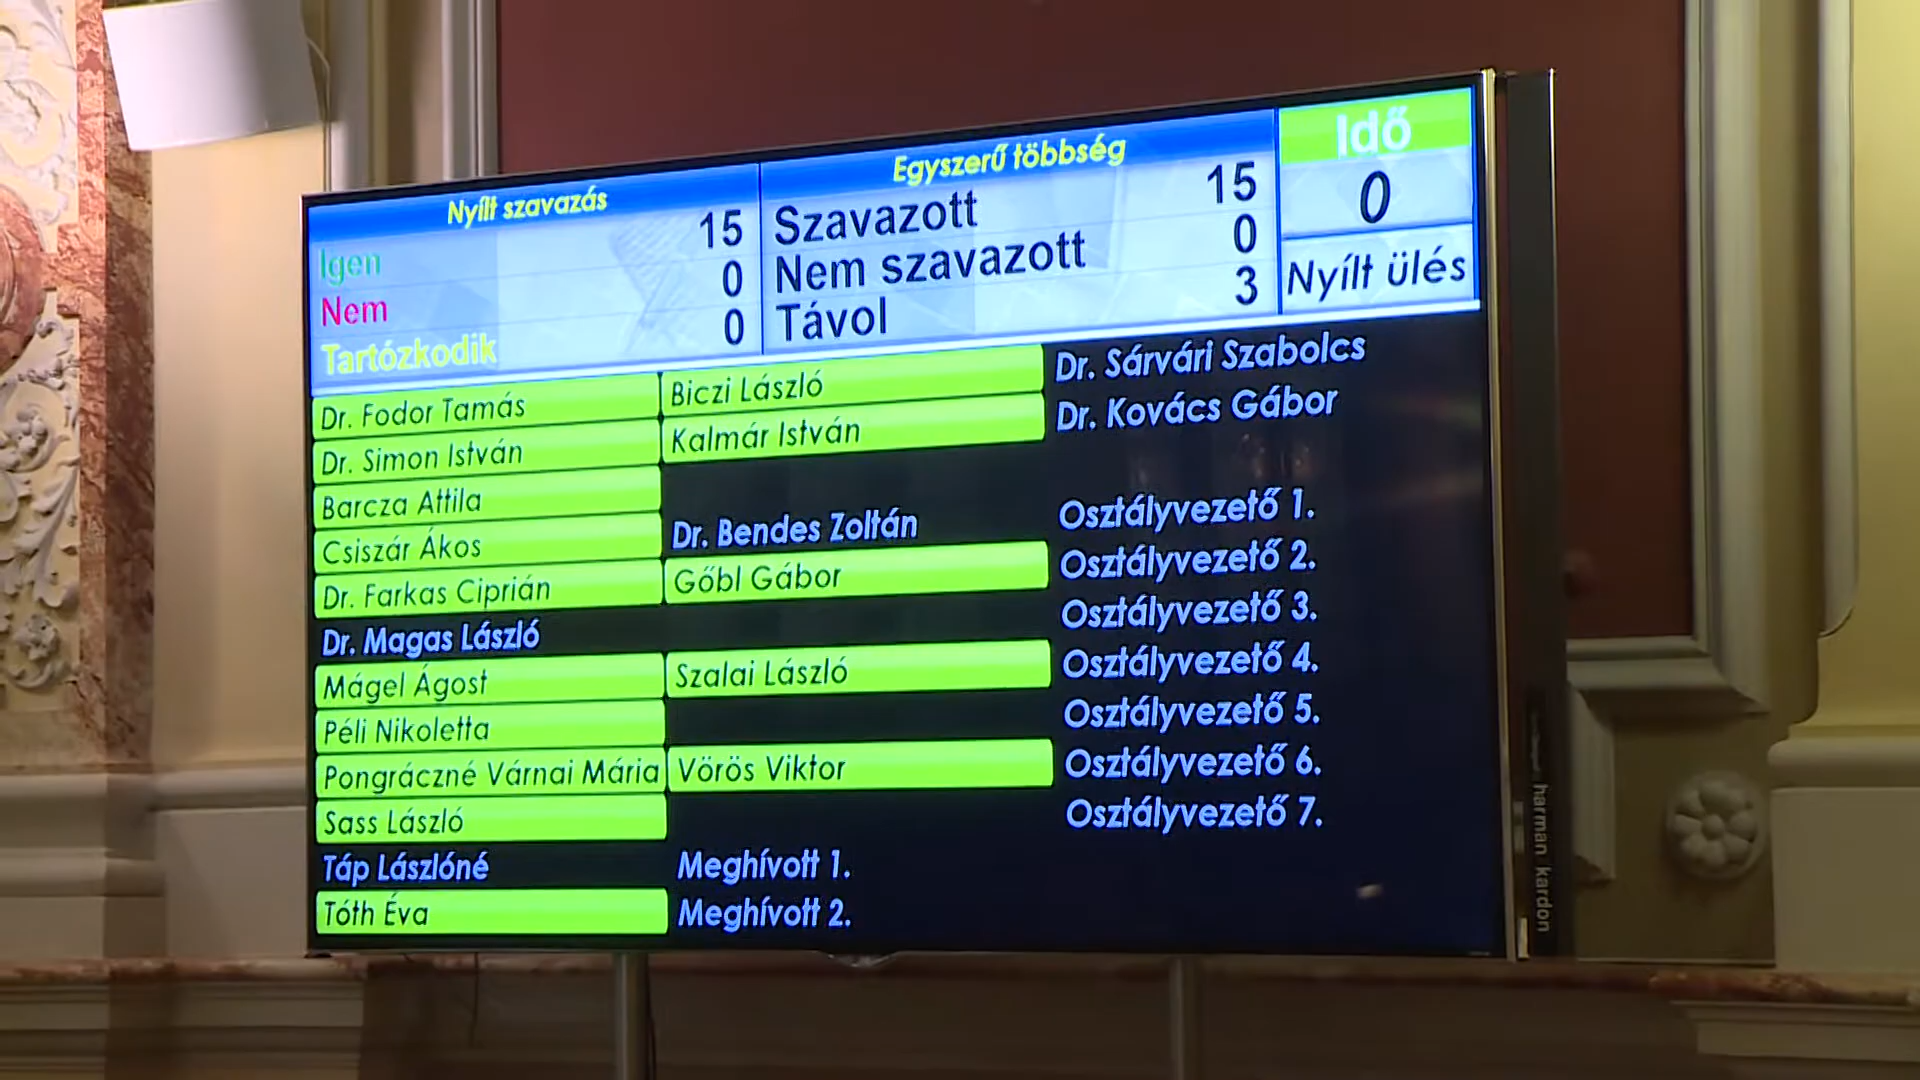 Nyílt szavazás
Igen 15
Nem 0
Tartózkodik 0
Egyszerű többség
Szavazott 15
Nem szavazott 0
Távol 3
Idő
0
Nyílt ülés
Dr. Fodor Tamás
Dr. Simon István
Barcza Attila
Csiszár Ákos
Dr. Farkas Ciprián
Dr. Magas László
Mágel Ágost
Péli Nikoletta
Pongráczné Várnai Mária
Sass László
Táp Lászlóné
Tóth Éva
Biczi László
Kalmár István
Dr. Bendes Zoltán
Gőbl Gábor
Szalai László
Vörös Viktor
Meghívott 1.
Meghívott 2.
Dr. Sárvári Szabolcs
Dr. Kovács Gábor
Osztályvezető 1.
Osztályvezető 2.
Osztályvezető 3.
Osztályvezető 4.
Osztályvezető 5.
Osztályvezető 6.
Osztályvezető 7.
harman kardon